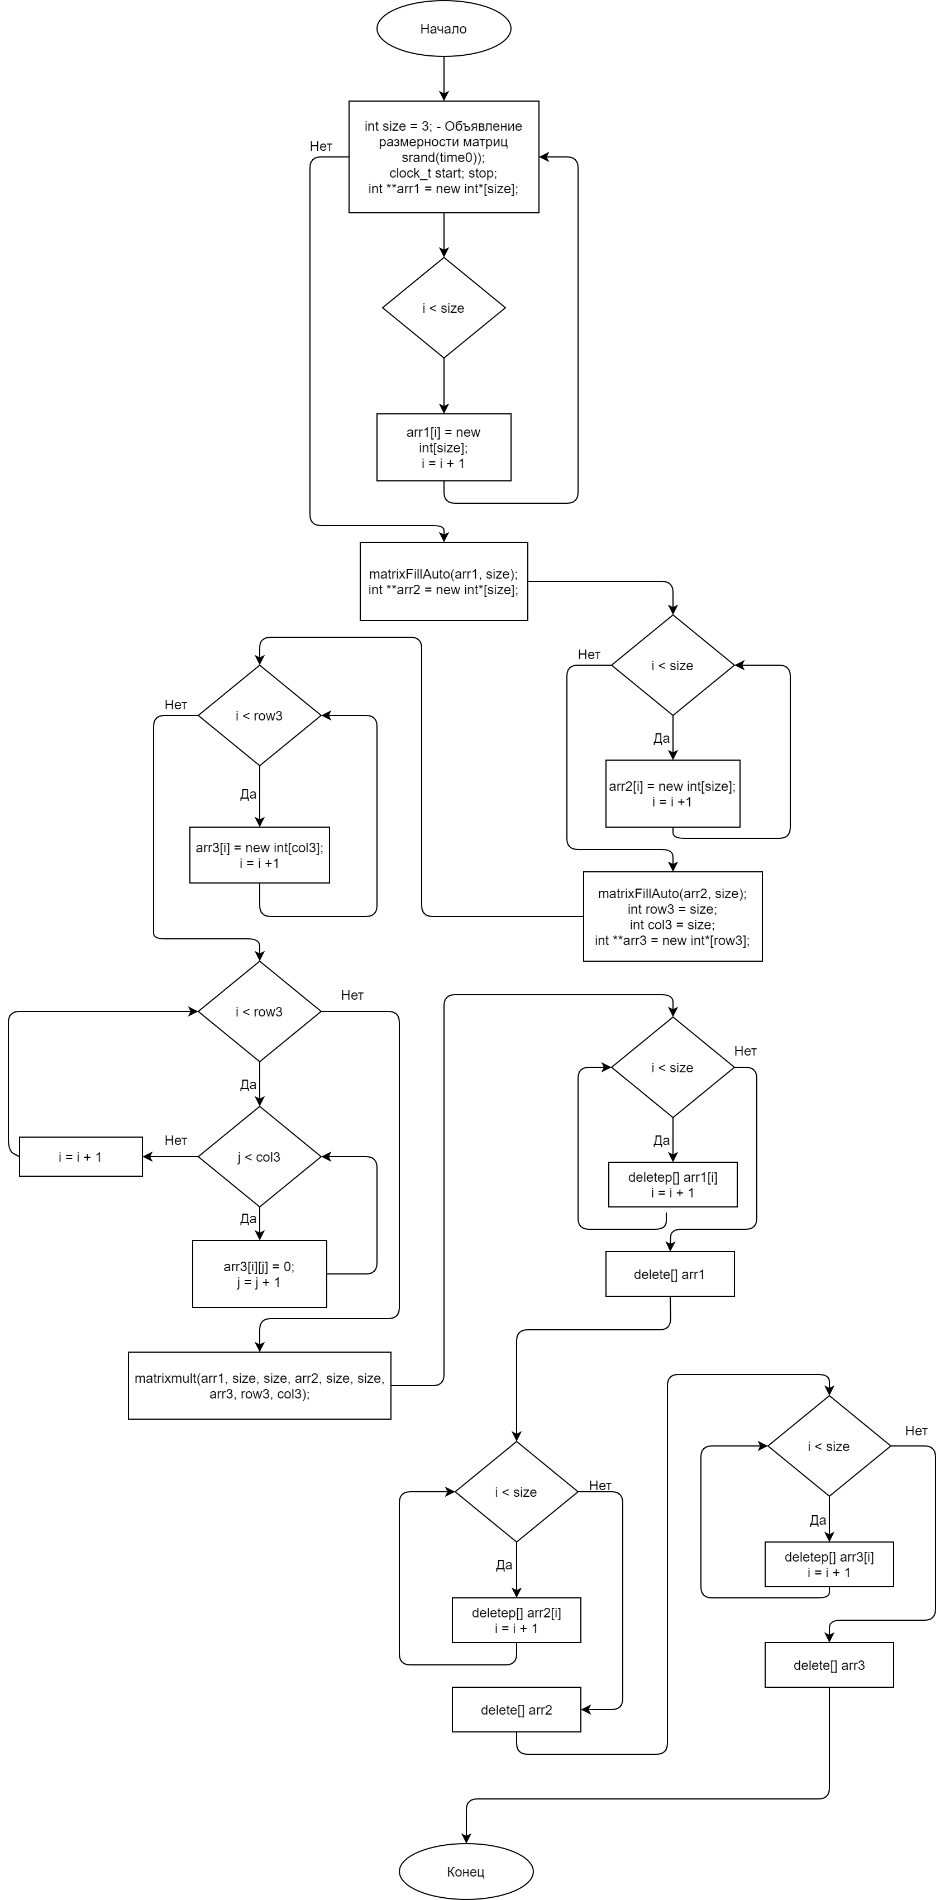 Начало
int size = 3; - Объявление
размерности матриц
srand(time0));
clock_t start; stop;
int **arr1 = new int*[size];
Нет
i < size
arr1[i] = new
int[size];
i = i + 1
matrixFillAuto(arr1, size);
int **arr2 = new int*[size];
i < size
Нет
Да
arr2[i] = new int[size];
i = i +1
matrixFillAuto(arr2, size);
int row3 = size;
int col3 = size;
int **arr3 = new int*[row3];
i < row3
Нет
Да
arr3[i] = new int[col3];
i = i +1
i < row3
Нет
Да
j < col3
Нет
i = i + 1
Да
arr3[i][j] = 0;
j = j + 1
matrixmult(arr1, size, size, arr2, size, size,
arr3, row3, col3);
i < size
Нет
Да
deletep[] arr1[i]
i = i + 1
delete[] arr1
i < size
Нет
Да
deletep[] arr2[i]
i = i + 1
delete[] arr2
i < size
Нет
Да
deletep[] arr3[i]
i = i + 1
delete[] arr3
Конец